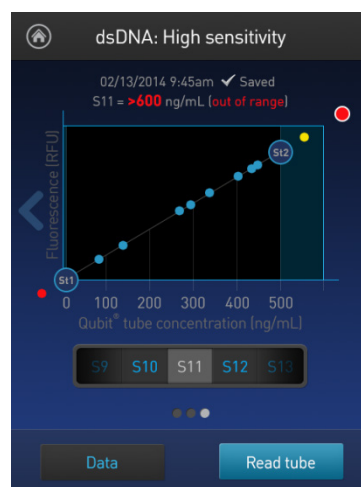 dsDNA: High sensitivity
02/13/2014 9:45am ✓ Saved
S11 = >600 ng/mL (out of range)
Fluorescence (RFU)
St2
St1
0 100 200 300 400 500
Qubit® tube concentration (ng/mL)
S9 S10 S11 S12 S13
Data Read tube